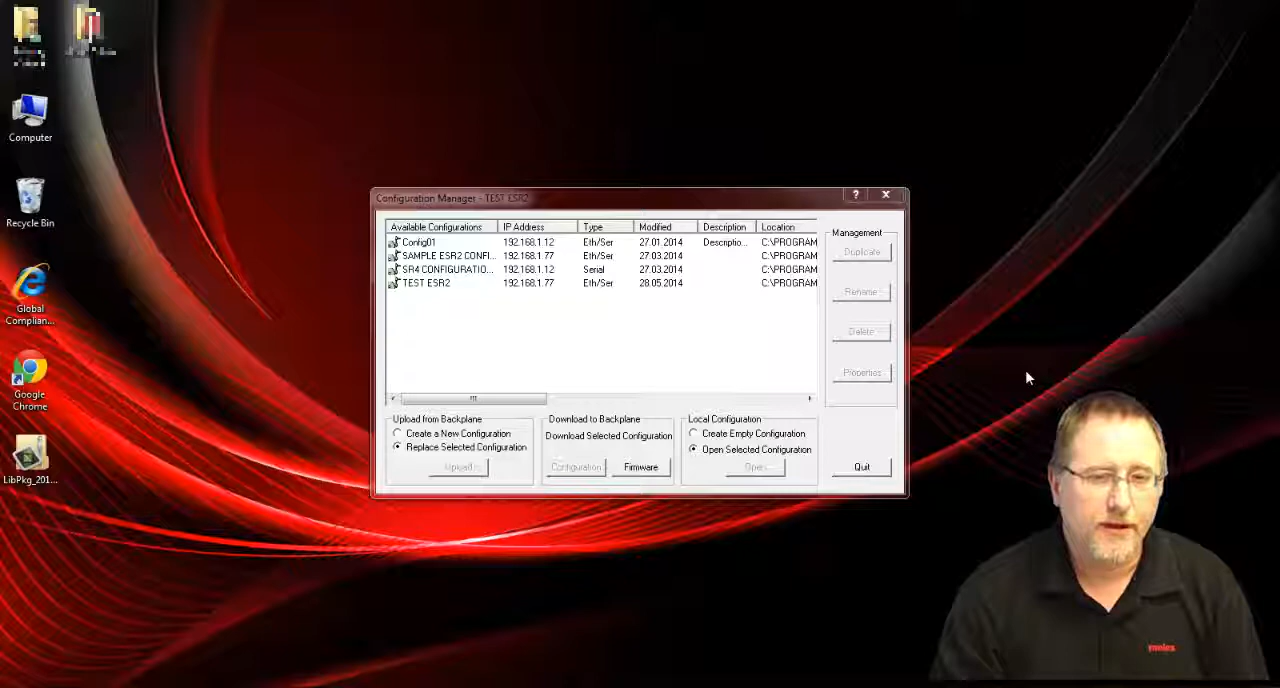 Computer
Recycle Bin
Global
Complian...
Google
Chrome
LibPkg_201...
Configuration Manager - TEST ESR2
?
Available Configurations IP Address Type Modified Description Location
Config01 192.168.1.12 Eth/Ser 27.01.2014 Descriptio... C:\PROGRAM
SAMPLE ESR2 CONFI... 192.168.1.77 Eth/Ser 27.03.2014 C:\PROGRAM
SR4 CONFIGURATIO... 192.168.1.12 Serial 27.03.2014 C:\PROGRAM
TEST ESR2 192.168.1.77 Eth/Ser 28.05.2014 C:\PROGRAM
Management
Duplicate
Rename
Delete
Properties
Upload from Backplane
Create a New Configuration
Replace Selected Configuration
Upload
Download to Backplane
Download Selected Configuration
Configuration Firmware
Local Configuration
Create Empty Configuration
Open Selected Configuration
Open
Quit
molex